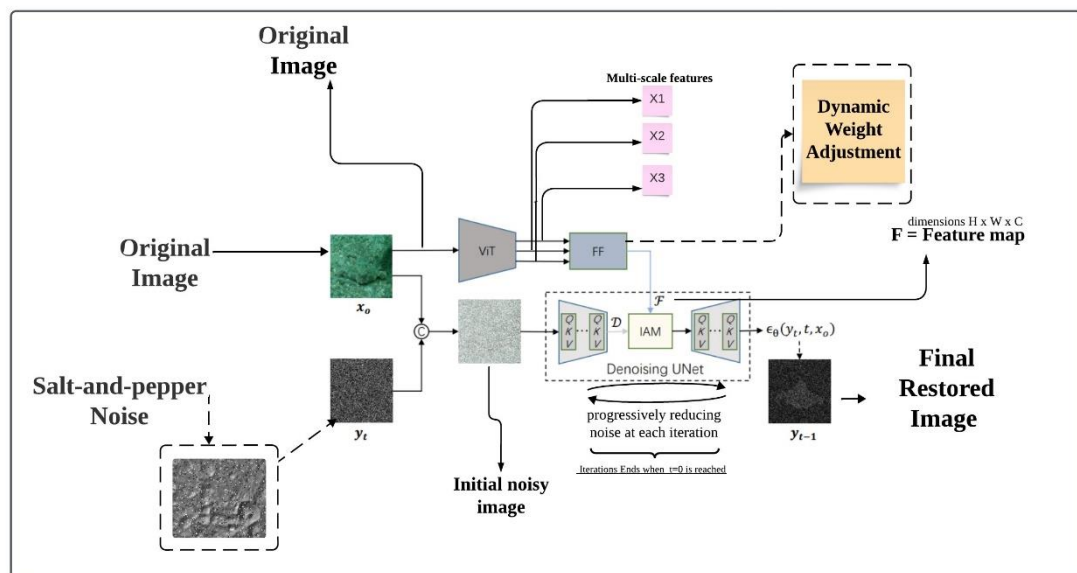 Original
Image
Multi-scale features
X1
X2
X3
Dynamic
Weight
Adjustment
dimensions H x W x C
F = Feature map
Original
Image
x₀
ViT
FF
C
F
Q
K
V
...
Q
K
V
D
IAM
Q
K
V
...
Q
K
V
ϵθ(yt, t, xo)
Denoising UNet
Salt-and-pepper
Noise
yt
progressively reducing
noise at each iteration
Iterations Ends when t=0 is reached
yt−1
Final
Restored
Image
Initial noisy
image